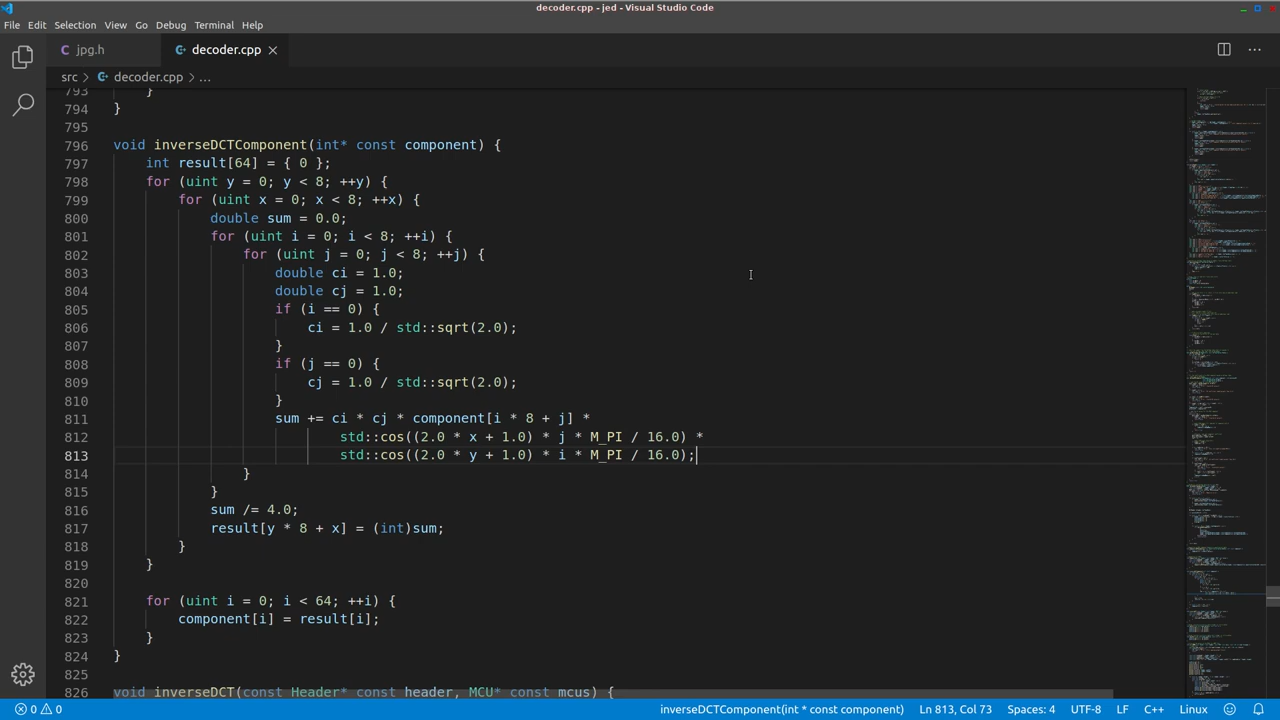 decoder.cpp - jed - Visual Studio Code
File Edit Selection View Go Debug Terminal Help
jpg.h decoder.cpp
src decoder.cpp …
793 }
794 }
795
796 void inverseDCTComponent(int* const component) {
797 int result[64] = { 0 };
798 for (uint y = 0; y < 8; ++y) {
799 for (uint x = 0; x < 8; ++x) {
800 double sum = 0.0;
801 for (uint i = 0; i < 8; ++i) {
802 for (uint j = 0; j < 8; ++j) {
803 double ci = 1.0;
804 double cj = 1.0;
805 if (i == 0) {
806 ci = 1.0 / std::sqrt(2.0);
807 }
808 if (j == 0) {
809 cj = 1.0 / std::sqrt(2.0);
810 }
811 sum += ci * cj * component[i * 8 + j] *
812 std::cos((2.0 * x + 1.0) * j * M_PI / 16.0) *
813 std::cos((2.0 * y + 1.0) * i * M_PI / 16.0);
814 }
815 }
816 sum /= 4.0;
817 result[y * 8 + x] = (int)sum;
818 }
819 }
820
821 for (uint i = 0; i < 64; ++i) {
822 component[i] = result[i];
823 }
824 }
825
826 void inverseDCT(const Header* const header, MCU* const mcus) {
0 0 inverseDCTComponent(int * const component) Ln 813, Col 73 Spaces: 4 UTF-8 LF C++ Linux